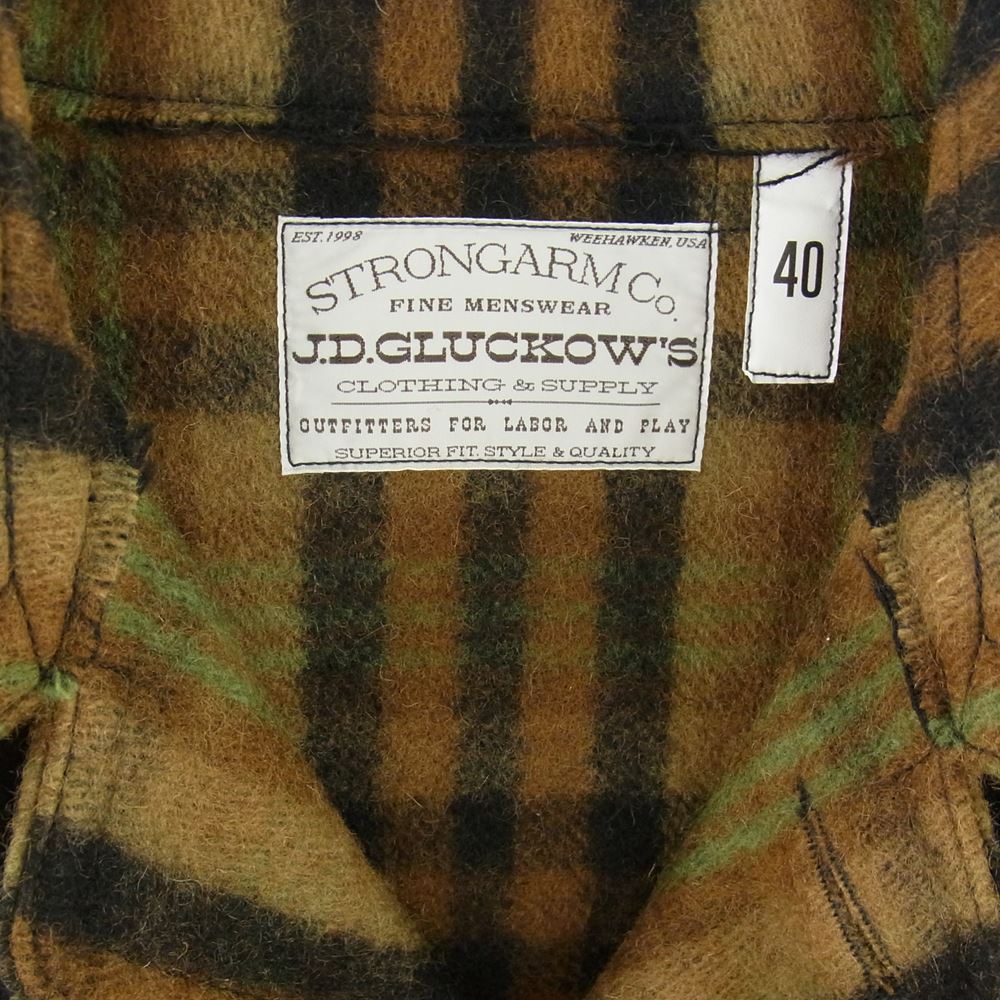 EST. 1998 WEEHAWKEN, USA
STRONGARM Co.
FINE MENSWEAR
J.D.GLUCKOW'S
CLOTHING & SUPPLY
OUTFITTERS FOR LABOR AND PLAY
SUPERIOR FIT. STYLE & QUALITY
40